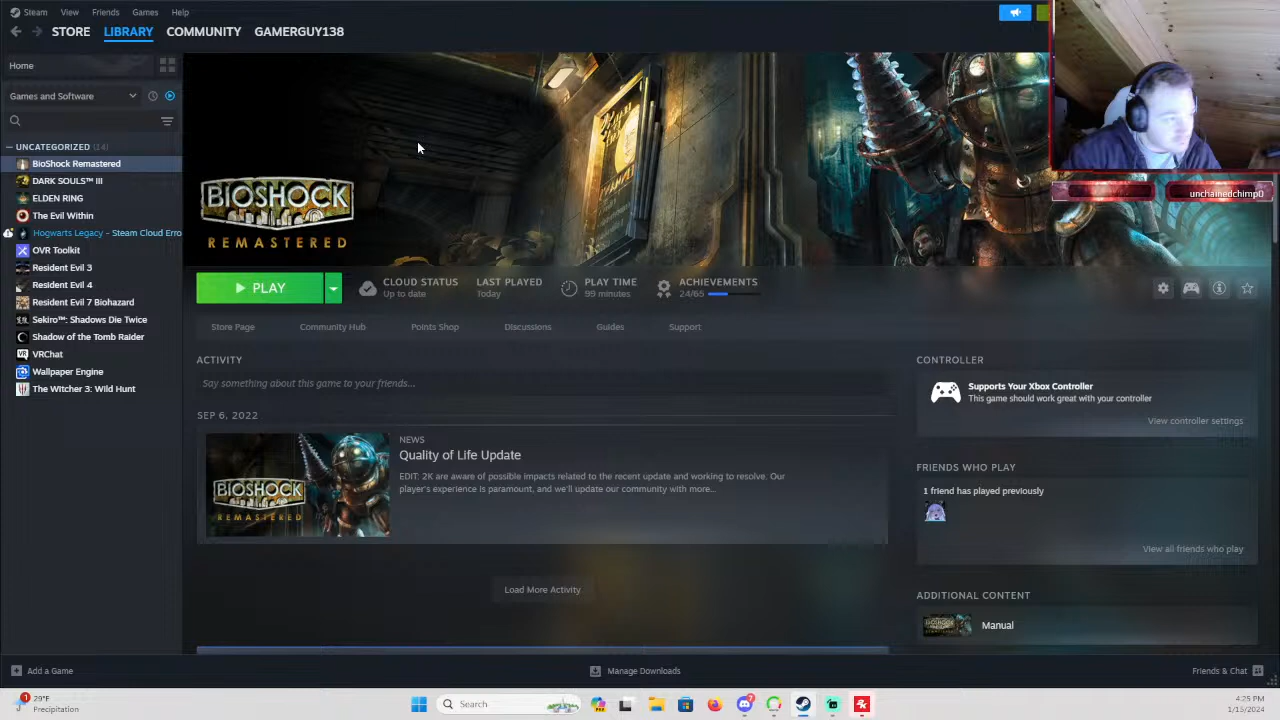 Steam View Friends Games Help
STORE LIBRARY COMMUNITY GAMERGUY138
Home
Games and Software
UNCATEGORIZED (14)
BioShock Remastered
DARK SOULS™ III
ELDEN RING
The Evil Within
Hogwarts Legacy - Steam Cloud Erro
OVR Toolkit
Resident Evil 3
Resident Evil 4
Resident Evil 7 Biohazard
Sekiro™: Shadows Die Twice
Shadow of the Tomb Raider
VRChat
Wallpaper Engine
The Witcher 3: Wild Hunt
BIOSHOCK
REMASTERED
unchainedchimp0
PLAY
CLOUD STATUS
Up to date
LAST PLAYED
Today
PLAY TIME
99 minutes
ACHIEVEMENTS
24/65
Store Page Community Hub Points Shop Discussions Guides Support
ACTIVITY
Say something about this game to your friends...
SEP 6, 2022
BIOSHOCK
REMASTERED
NEWS
Quality of Life Update
EDIT: 2K are aware of possible impacts related to the recent update and working to resolve. Our
player's experience is paramount, and we'll update our community with more...
Load More Activity
CONTROLLER
Supports Your Xbox Controller
This game should work great with your controller
View controller settings
FRIENDS WHO PLAY
1 friend has played previously
View all friends who play
ADDITIONAL CONTENT
Manual
Add a Game
Manage Downloads
Friends & Chat
1
29°F
Precipitation
Search
4:25 PM
1/15/2024